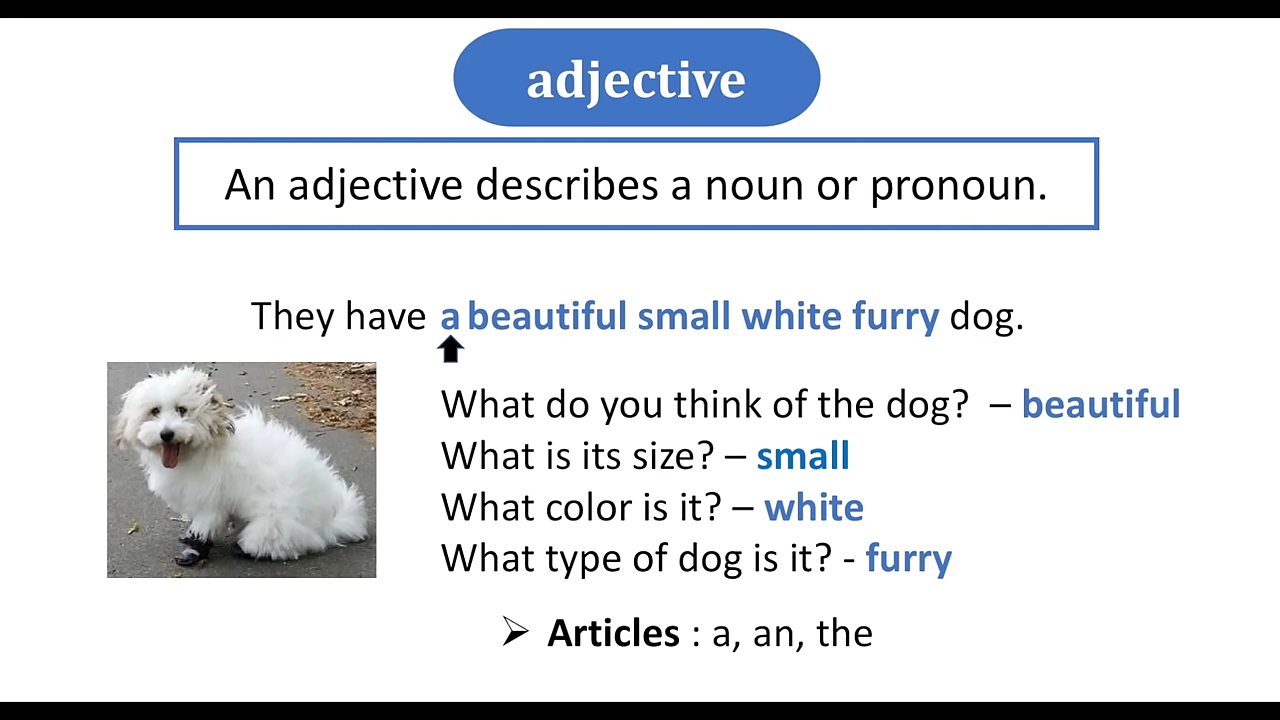 adjective
An adjective describes a noun or pronoun.
They have a beautiful small white furry dog.
What do you think of the dog? – beautiful
What is its size? – small
What color is it? – white
What type of dog is it? - furry
➢ Articles : a, an, the